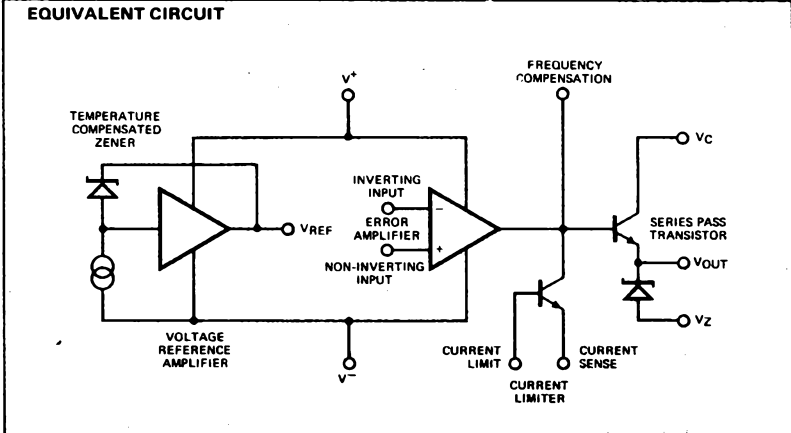 EQUIVALENT CIRCUIT
FREQUENCY
COMPENSATION
V+
TEMPERATURE
COMPENSATED
ZENER
VC
INVERTING
INPUT
−
ERROR
AMPLIFIER
+
NON-INVERTING
INPUT
VREF
SERIES PASS
TRANSISTOR
VOUT
VZ
VOLTAGE
REFERENCE
AMPLIFIER
V−
CURRENT
LIMIT
CURRENT
SENSE
CURRENT
LIMITER